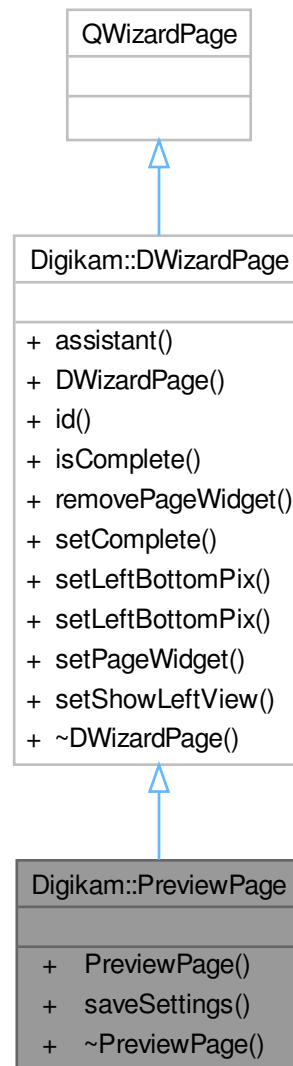 QWizardPage
Digikam::DWizardPage
+ assistant()
+ DWizardPage()
+ id()
+ isComplete()
+ removePageWidget()
+ setComplete()
+ setLeftBottomPix()
+ setLeftBottomPix()
+ setPageWidget()
+ setShowLeftView()
+ ~DWizardPage()
Digikam::PreviewPage
+ PreviewPage()
+ saveSettings()
+ ~PreviewPage()